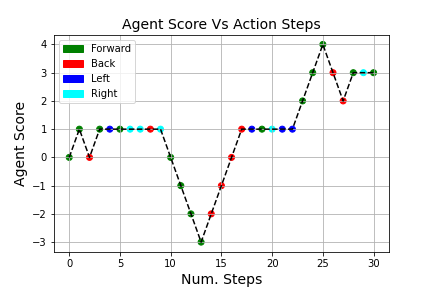 Agent Score Vs Action Steps
Forward
Back
Left
Right
4
3
2
1
0
−1
−2
−3
Agent Score
0 5 10 15 20 25 30
Num. Steps